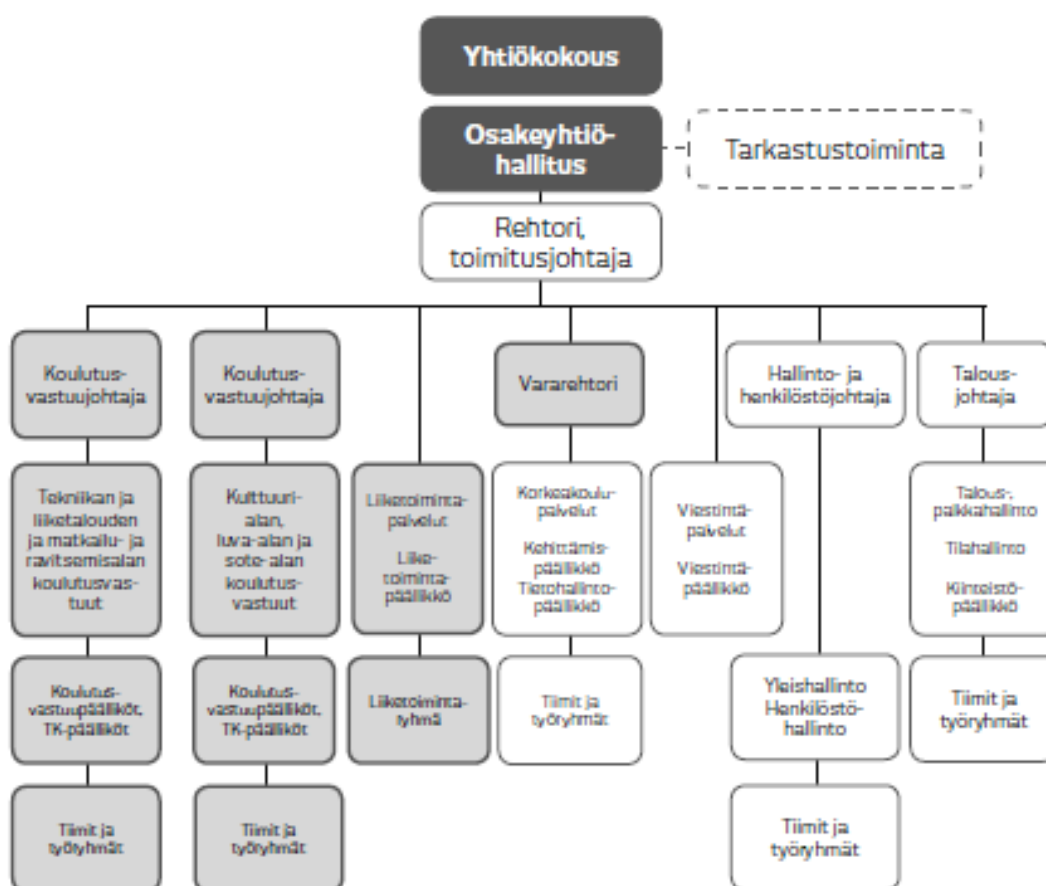 Yhtiökokous
Osakeyhtiö-
hallitus
Tarkastustoiminta
Rehtori,
toimitusjohtaja
Koulutus-
vastuujohtaja
Koulutus-
vastuujohtaja
Vararehtori
Hallinto- ja
henkilöstöjohtaja
Talous-
johtaja
Tekniikan ja
liiketalouden
ja matkailu- ja
ravitsemisalan
koulutusvas-
tuut
Kulttuuri-
alan,
luva-alan ja
sote-alan
koulutus-
vastuut
Liiketoiminta-
palvelut
Liike-
toiminta-
päällikkö
Korkeakoulu-
palvelut
Kehittämis-
päällikkö
Tietohallinto-
päällikkö
Viestintä-
palvelut
Viestintä-
päällikkö
Talous-,
palkkahallinto
Tilahallinto
Kiinteistö-
päällikkö
Koulutus-
vastuupäälliköt,
TK-päälliköt
Koulutus-
vastuupäälliköt,
TK-päälliköt
Liiketoiminta-
ryhmä
Tiimit ja
työryhmät
Yleishallinto
Henkilöstö-
hallinto
Tiimit ja
työryhmät
Tiimit ja
työryhmät
Tiimit ja
työryhmät
Tiimit ja
työryhmät